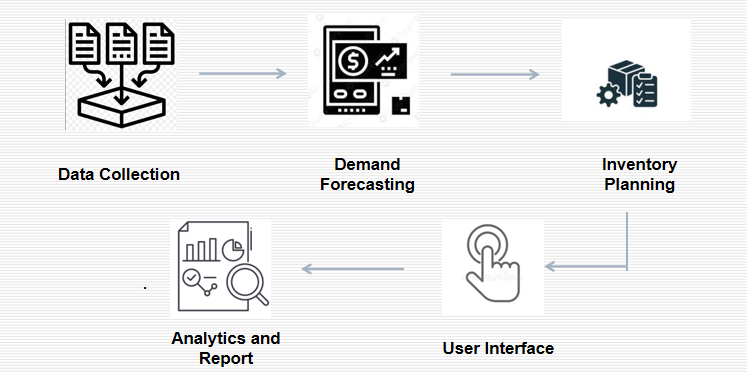 Data Collection
Demand
Forecasting
Inventory
Planning
Analytics and
Report
User Interface